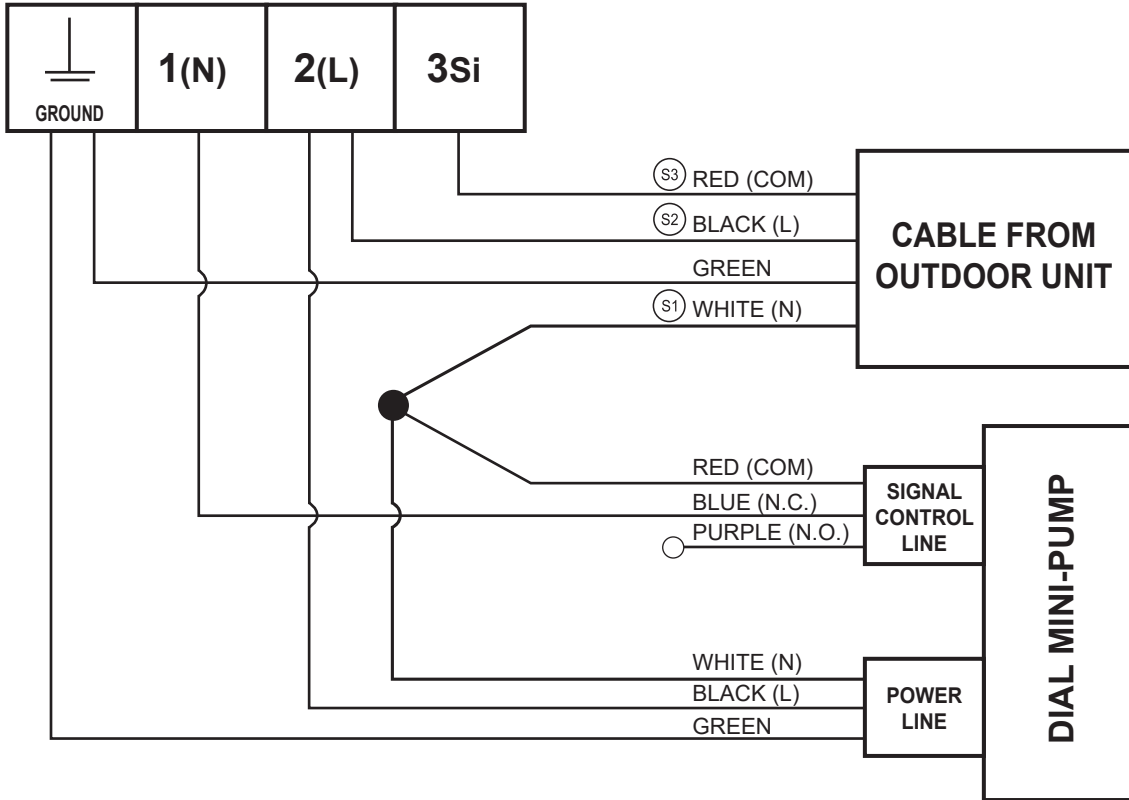 GROUND
1(N)
2(L)
3Si
S3 RED (COM)
S2 BLACK (L)
GREEN
S1 WHITE (N)
CABLE FROM
OUTDOOR UNIT
RED (COM)
BLUE (N.C.)
PURPLE (N.O.)
SIGNAL
CONTROL
LINE
WHITE (N)
BLACK (L)
GREEN
POWER
LINE
DIAL MINI-PUMP